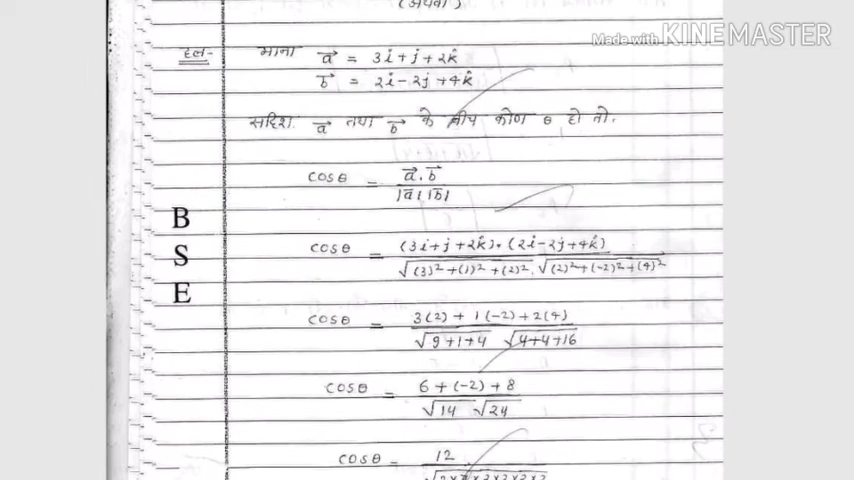 (अथवा)
Made with KINEMASTER
हल- माना a⃗ = 3i + j + 2k̂
b⃗ = 2i - 2j + 4k̂
सदिश a⃗ तथा b⃗ के बीच कोण θ हो तो,
cosθ = a⃗ . b⃗ / |a⃗| |b⃗|
cosθ = (3i + j + 2k̂) . (2i - 2j + 4k̂) / √(3)² + (1)² + (2)² . √(2)² + (-2)² + (4)²
cosθ = 3(2) + 1(-2) + 2(4) / √9+1+4 √4+4+16
cosθ = 6 + (-2) + 8 / √14 √24
cosθ = 12
B
S
E